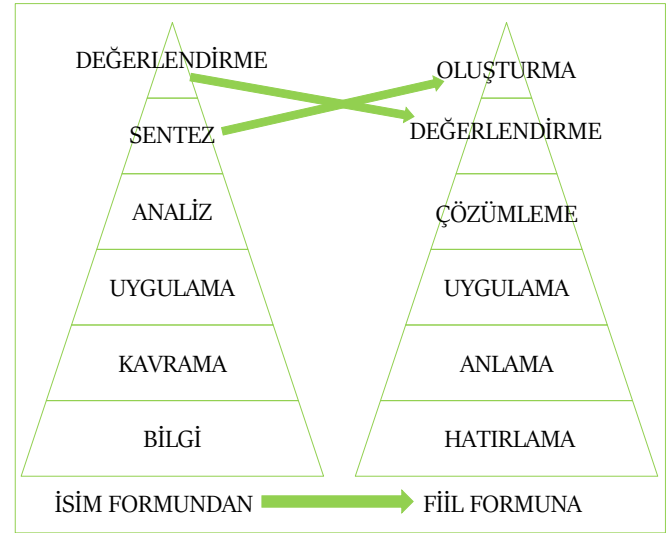 DEĞERLENDİRME
SENTEZ
ANALİZ
UYGULAMA
KAVRAMA
BİLGİ
OLUŞTURMA
DEĞERLENDİRME
ÇÖZÜMLEME
UYGULAMA
ANLAMA
HATIRLAMA
İSİM FORMUNDAN
FİİL FORMUNA